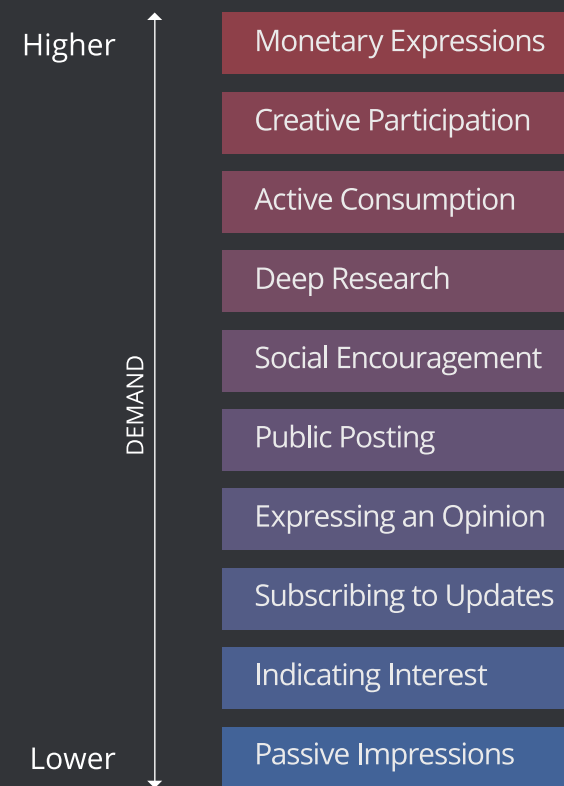 Higher
Monetary Expressions
Creative Participation
Active Consumption
Deep Research
Social Encouragement
DEMAND
Public Posting
Expressing an Opinion
Subscribing to Updates
Indicating Interest
Lower
Passive Impressions